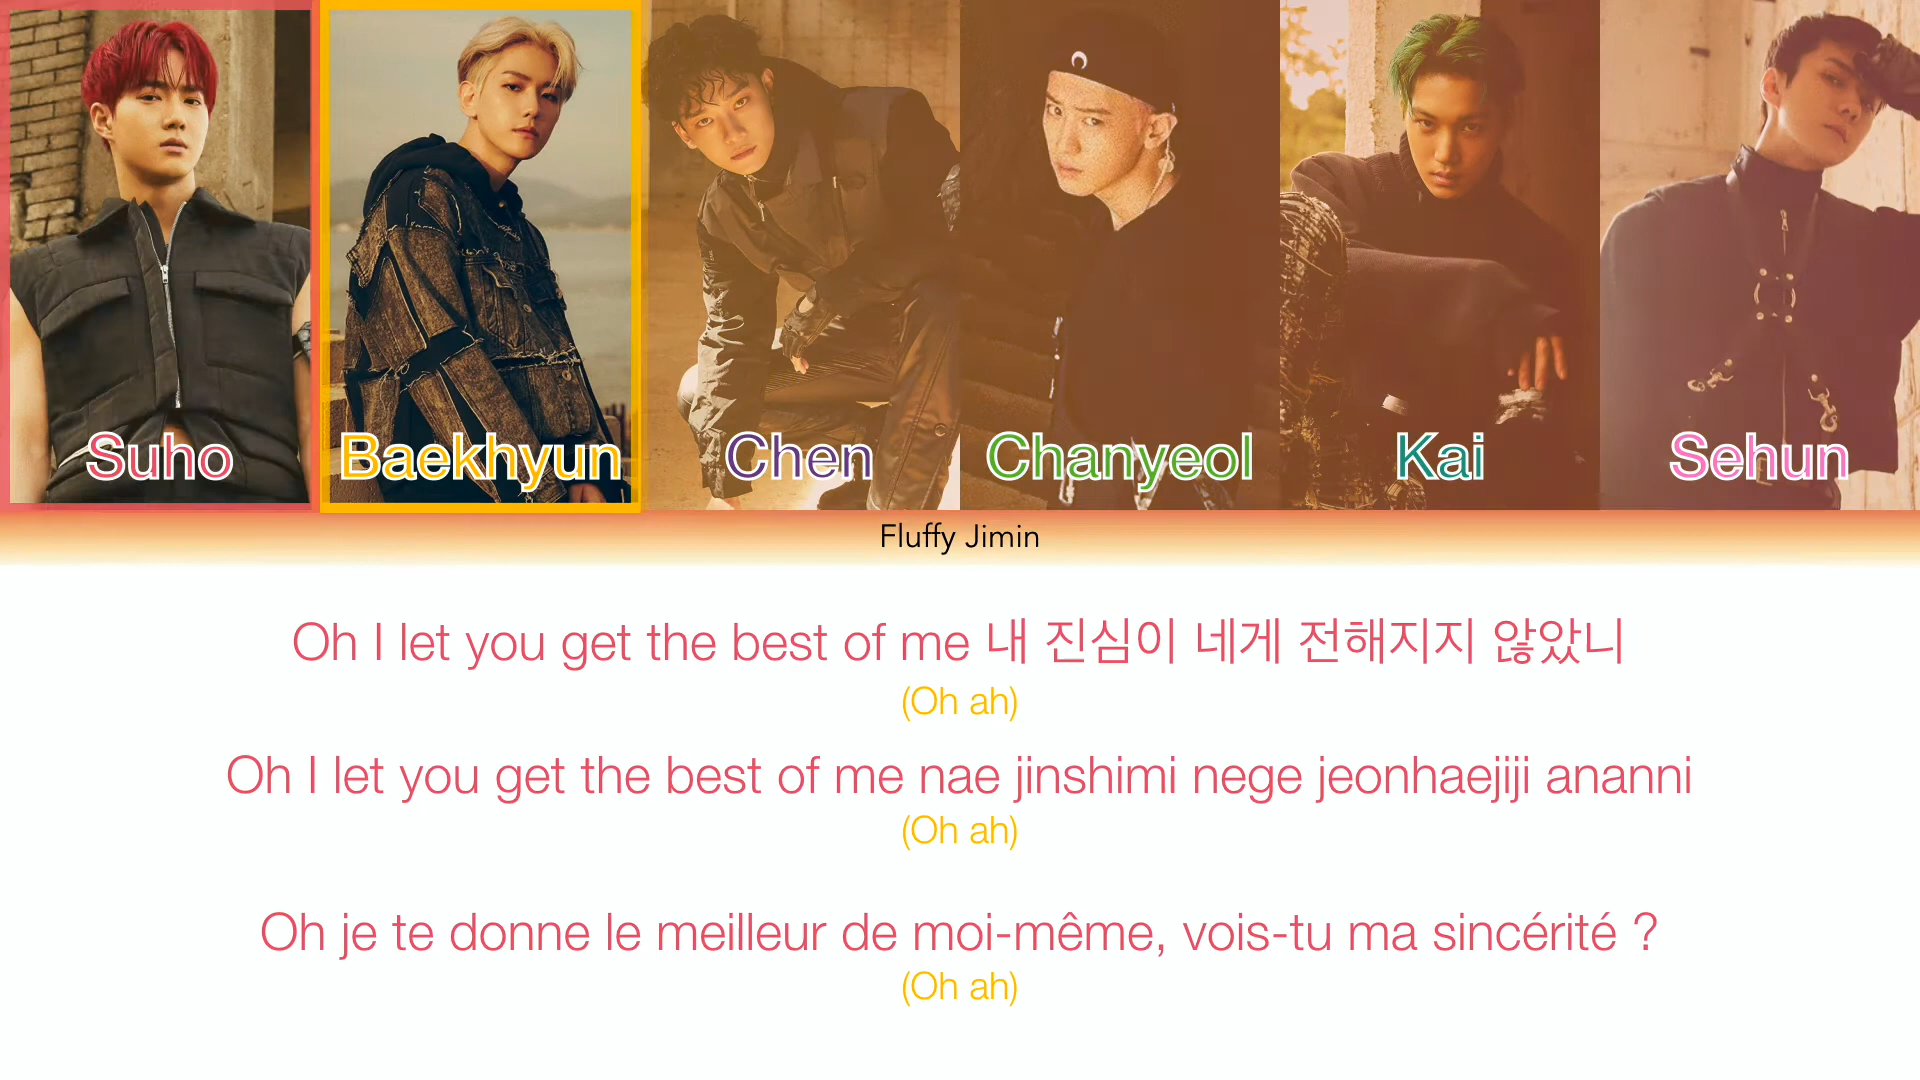 Suho Baekhyun Chen Chanyeol Kai Sehun
Fluffy Jimin
Oh I let you get the best of me 내 진심이 네게 전해지지 않았니
(Oh ah)
Oh I let you get the best of me nae jinshimi nege jeonhaejiji ananni
(Oh ah)
Oh je te donne le meilleur de moi-même, vois-tu ma sincérité ?
(Oh ah)